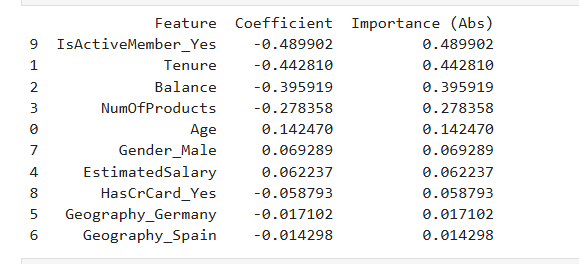 Feature Coefficient Importance (Abs)
9 IsActiveMember_Yes -0.489902 0.489902
1 Tenure -0.442810 0.442810
2 Balance -0.395919 0.395919
3 NumOfProducts -0.278358 0.278358
0 Age 0.142470 0.142470
7 Gender_Male 0.069289 0.069289
4 EstimatedSalary 0.062237 0.062237
8 HasCrCard_Yes -0.058793 0.058793
5 Geography_Germany -0.017102 0.017102
6 Geography_Spain -0.014298 0.014298